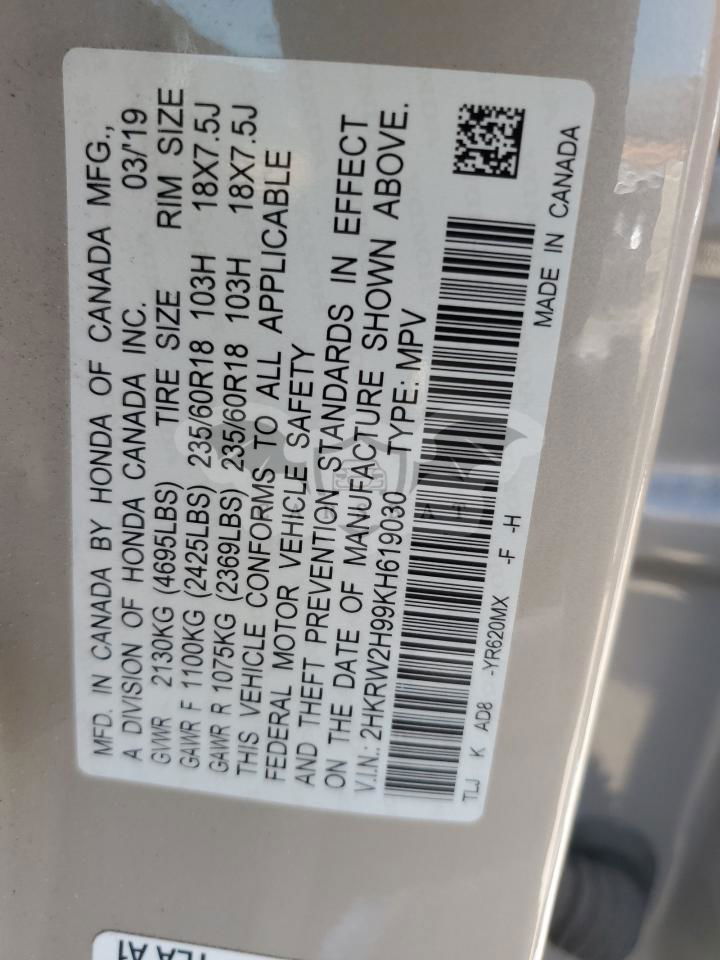 MFD. IN CANADA BY HONDA OF CANADA MFG.,
A DIVISION OF HONDA CANADA INC. 03/'19
GVWR 2130KG (4695LBS) TIRE SIZE RIM SIZE
GAWR F 1100KG (2425LBS) 235/60R18 103H 18X7.5J
GAWR R 1075KG (2369LBS) 235/60R18 103H 18X7.5J
THIS VEHICLE CONFORMS TO ALL APPLICABLE
FEDERAL MOTOR VEHICLE SAFETY
AND THEFT PREVENTION STANDARDS IN EFFECT
ON THE DATE OF MANUFACTURE SHOWN ABOVE.
V.I.N.: 2HKRW2H99KH619030 TYPE: MPV
TLJ K AD8 -YR620MX -F -H
MADE IN CANADA